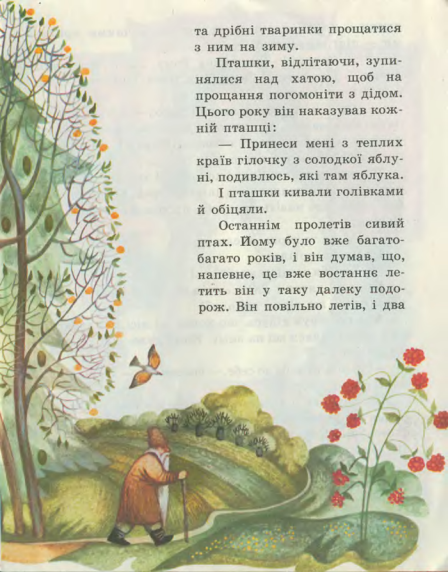 та дрібні тваринки прощатися
з ним на зиму.
Пташки, відлітаючи, зупи-
нялися над хатою, щоб на
прощання погомоніти з дідом.
Цього року він наказував кож-
ній пташці:
— Принеси мені з теплих
країв гілочку з солодкої яблу-
ні, подивлюсь, які там яблука.
І пташки кивали голівками
й обіцяли.
Останнім пролетів сивий
птах. Йому було вже багато-
багато років, і він думав, що,
напевне, це вже востаннє ле-
тить він у таку далеку подо-
рож. Він повільно летів, і два